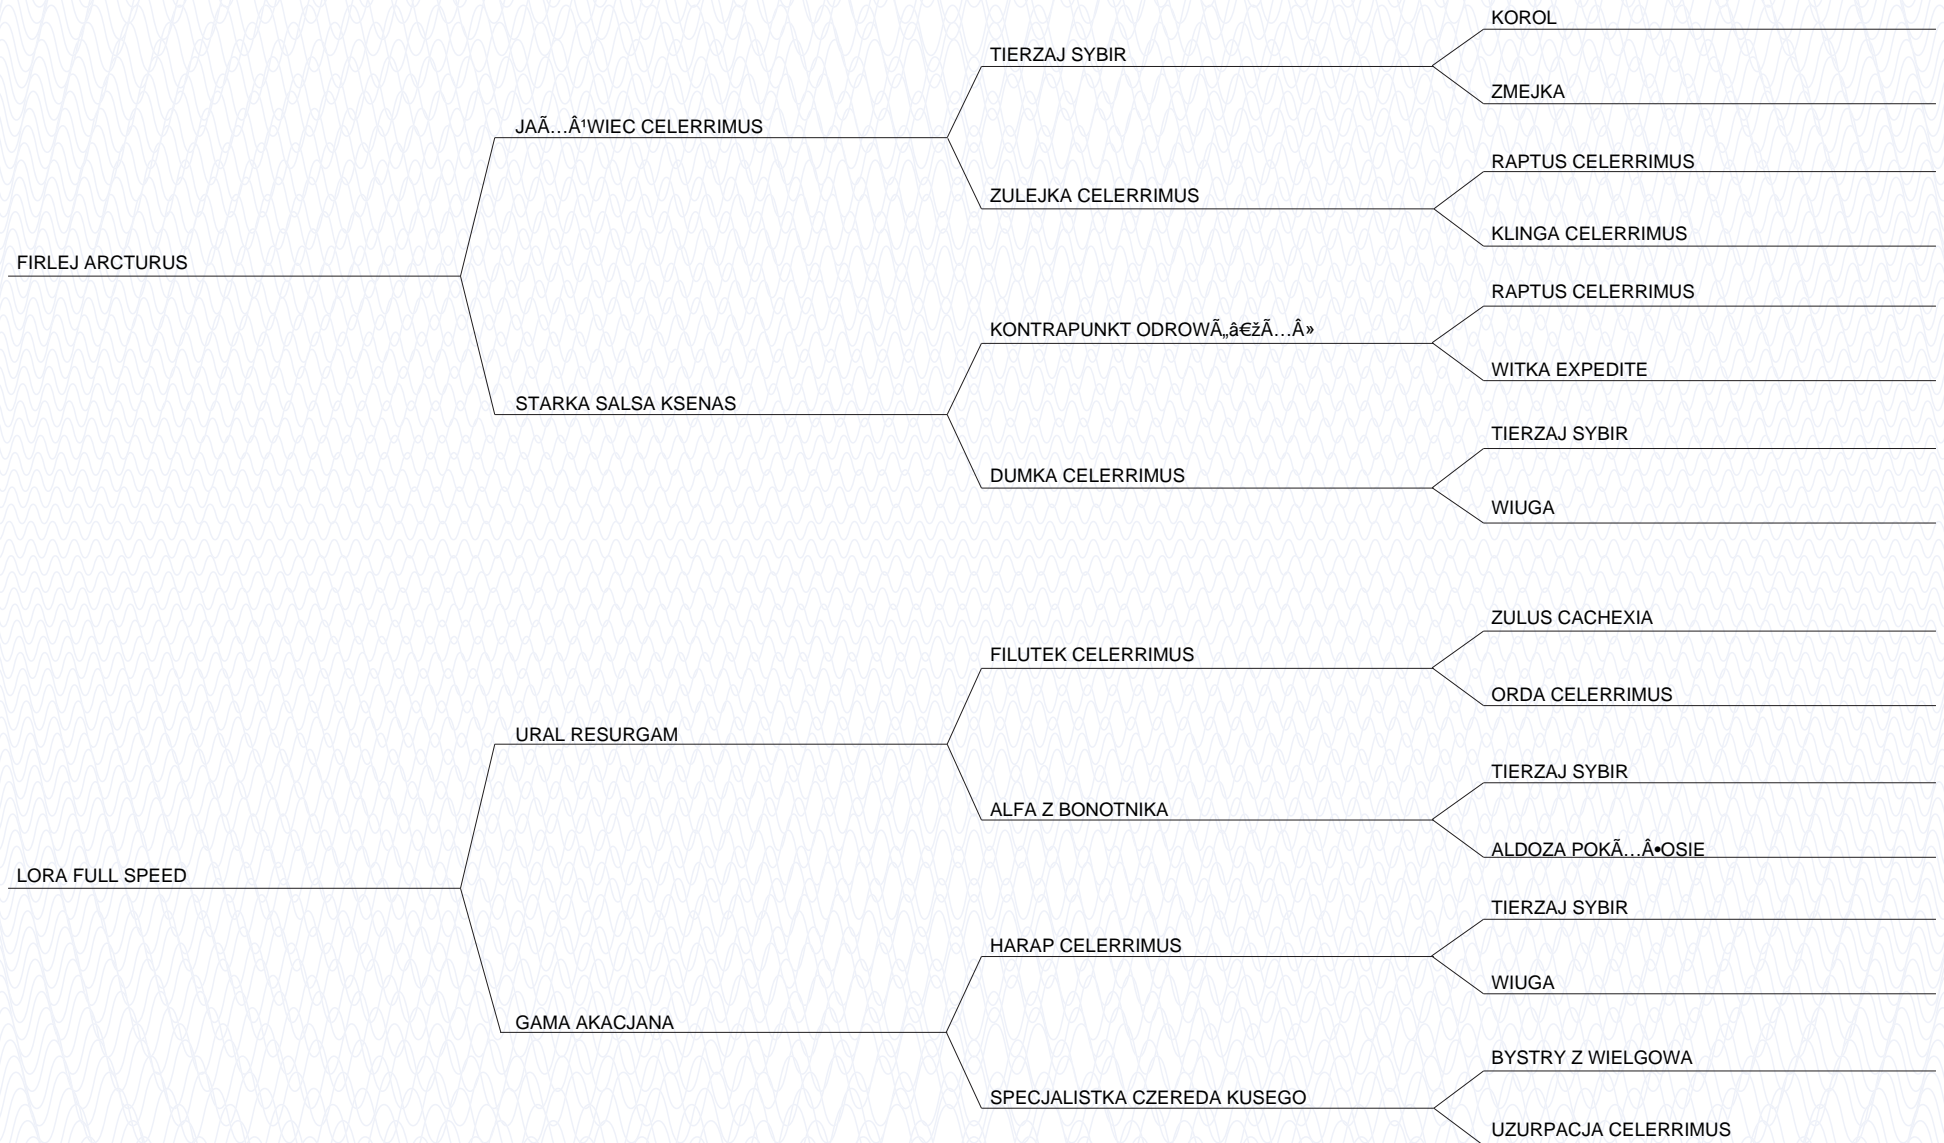 KOROL
TIERZAJ SYBIR
ZMEJKA
JAÃ…Â¹WIEC CELERRIMUS
RAPTUS CELERRIMUS
ZULEJKA CELERRIMUS
KLINGA CELERRIMUS
FIRLEJ ARCTURUS
RAPTUS CELERRIMUS
KONTRAPUNKT ODROWÃ„â€žÃ…Â»
WITKA EXPEDITE
STARKA SALSA KSENAS
TIERZAJ SYBIR
DUMKA CELERRIMUS
WIUGA
ZULUS CACHEXIA
FILUTEK CELERRIMUS
ORDA CELERRIMUS
URAL RESURGAM
TIERZAJ SYBIR
ALFA Z BONOTNIKA
ALDOZA POKÃ…Â•OSIE
LORA FULL SPEED
TIERZAJ SYBIR
HARAP CELERRIMUS
WIUGA
GAMA AKACJANA
BYSTRY Z WIELGOWA
SPECJALISTKA CZEREDA KUSEGO
UZURPACJA CELERRIMUS